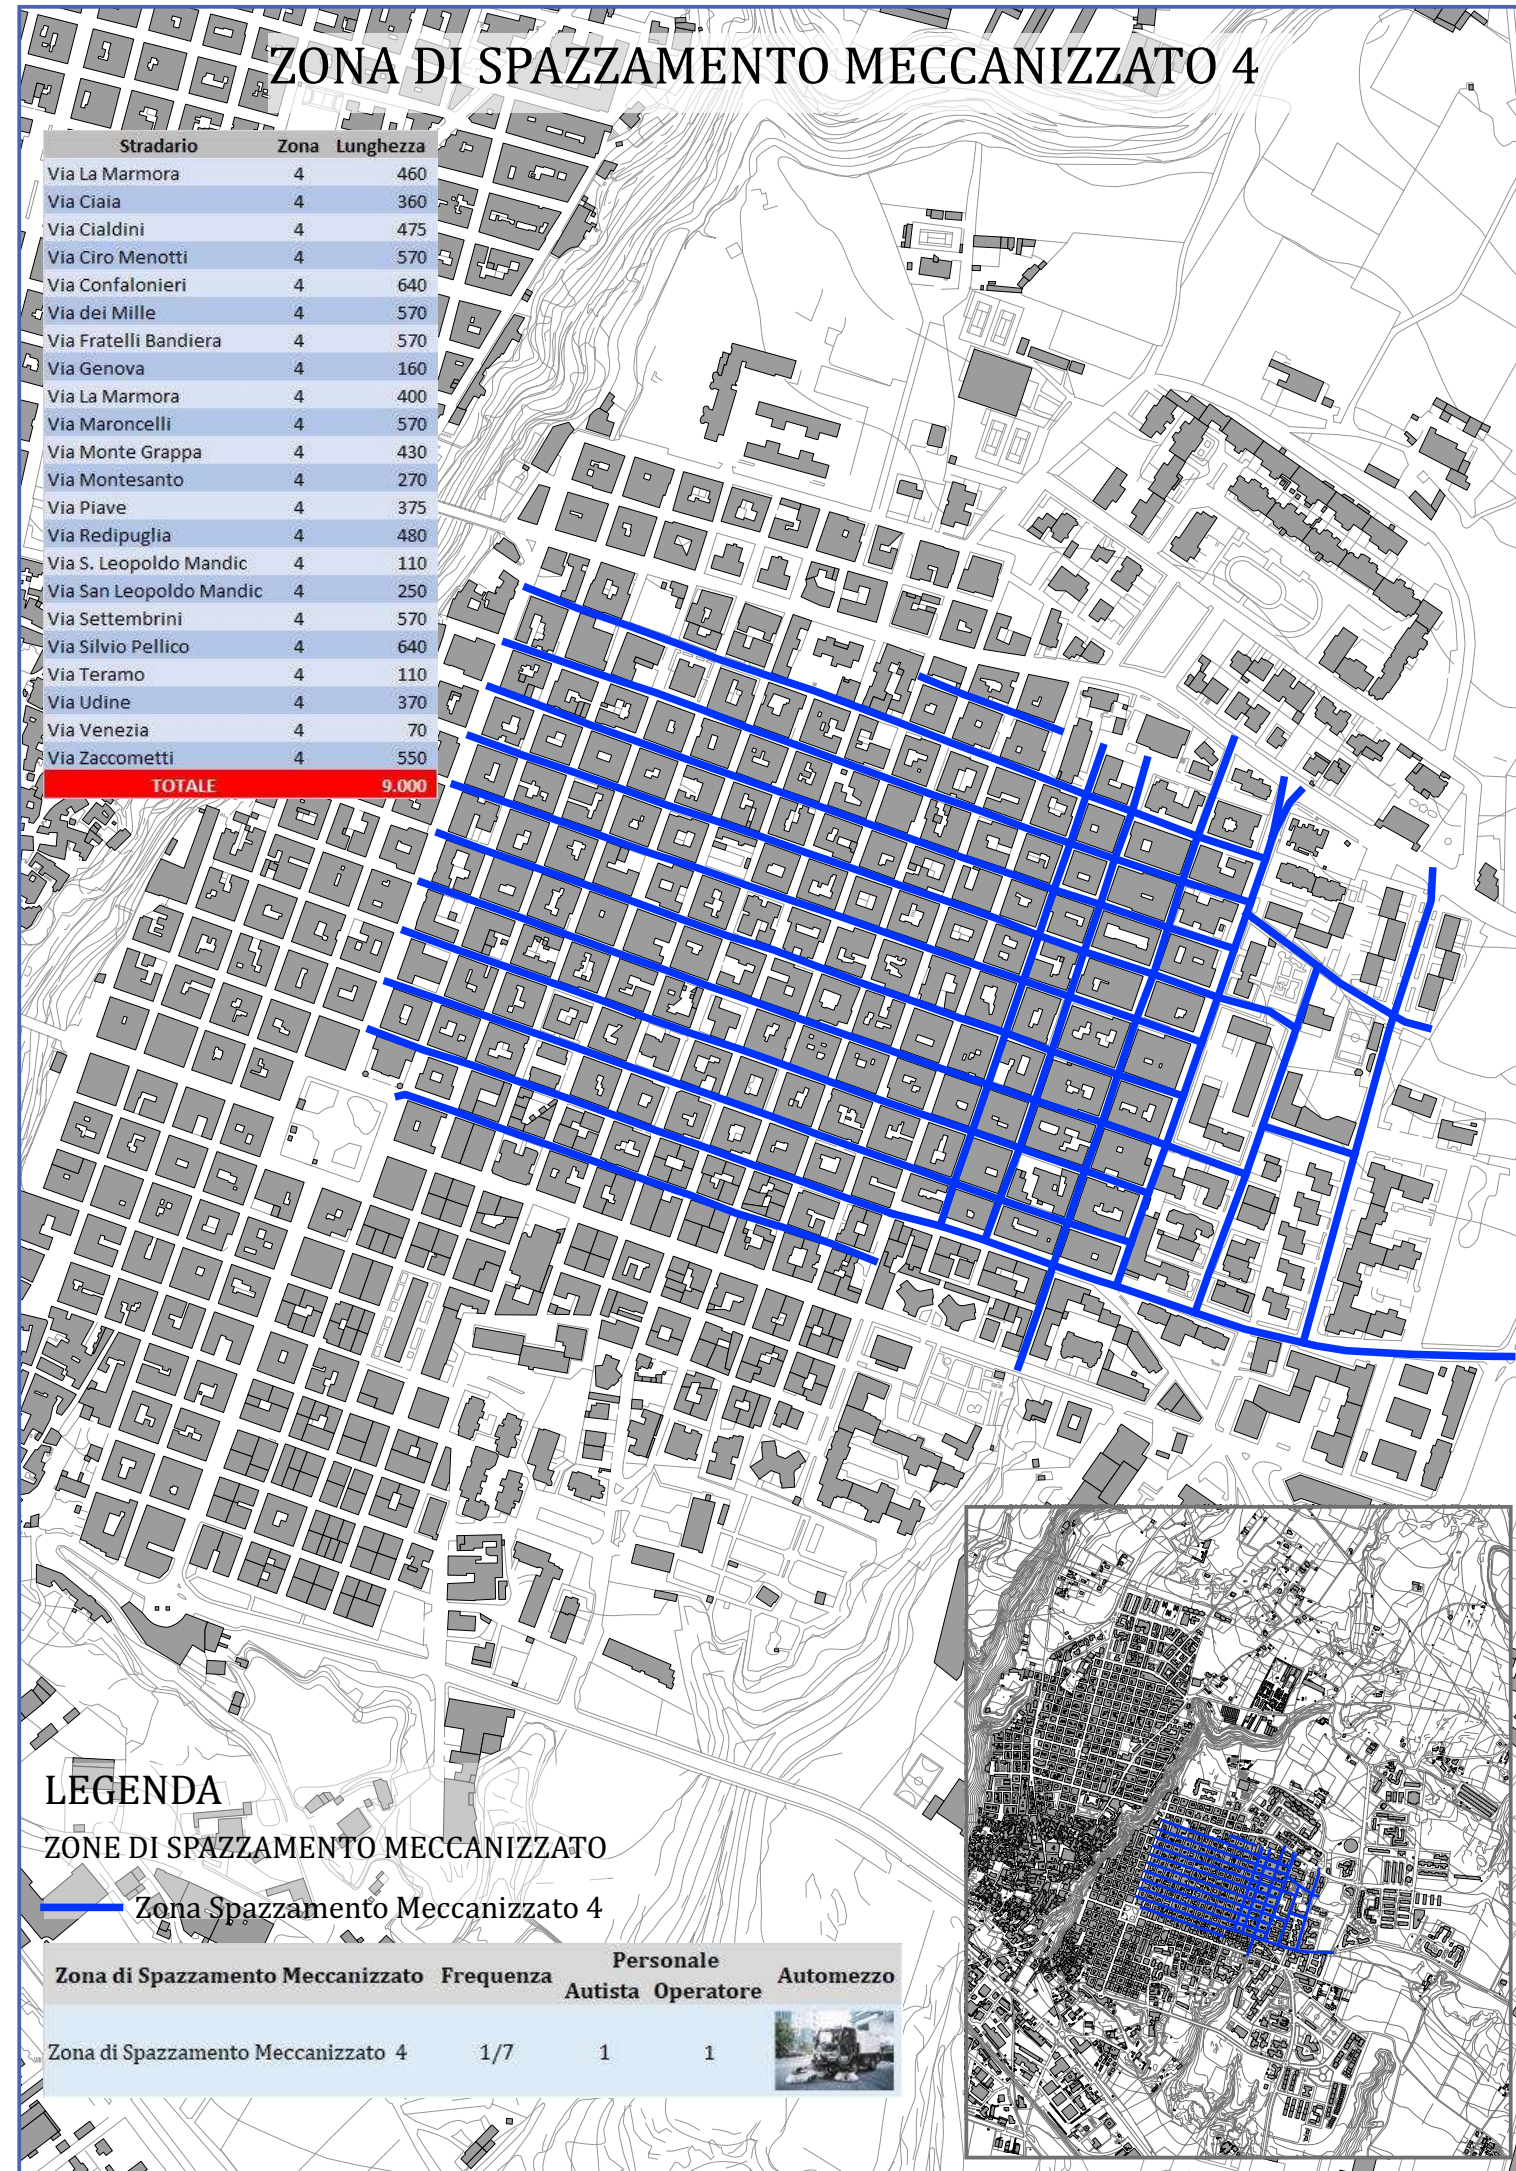 ZONA DI SPAZZAMENTO MECCANIZZATO 4
Stradario Zona Lunghezza
Via La Marmora 4 460
Via Ciaia 4 360
Via Cialdini 4 475
Via Ciro Menotti 4 570
Via Confalonieri 4 640
Via dei Mille 4 570
Via Fratelli Bandiera 4 570
Via Genova 4 160
Via La Marmora 4 400
Via Maroncelli 4 570
Via Monte Grappa 4 430
Via Montesanto 4 270
Via Piave 4 375
Via Redipuglia 4 480
Via S. Leopoldo Mandic 4 110
Via San Leopoldo Mandic 4 250
Via Settembrini 4 570
Via Silvio Pellico 4 640
Via Teramo 4 110
Via Udine 4 370
Via Venezia 4 70
Via Zaccometti 4 550
TOTALE 9.000
LEGENDA
ZONE DI SPAZZAMENTO MECCANIZZATO
Zona Spazzamento Meccanizzato 4
Zona di Spazzamento Meccanizzato Frequenza Personale Automezzo
Autista Operatore
Zona di Spazzamento Meccanizzato 4 1/7 1 1